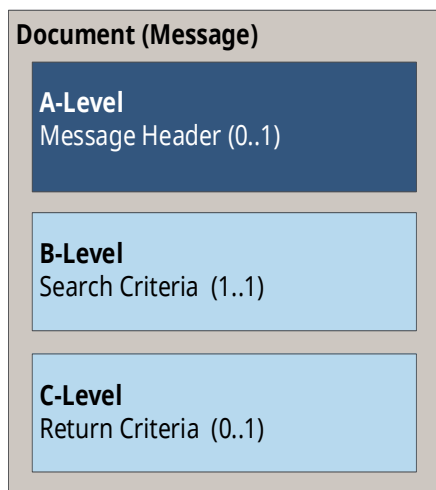 Document (Message)
A-Level
Message Header (0..1)
B-Level
Search Criteria  (1..1)
C-Level
Return Criteria  (0..1)